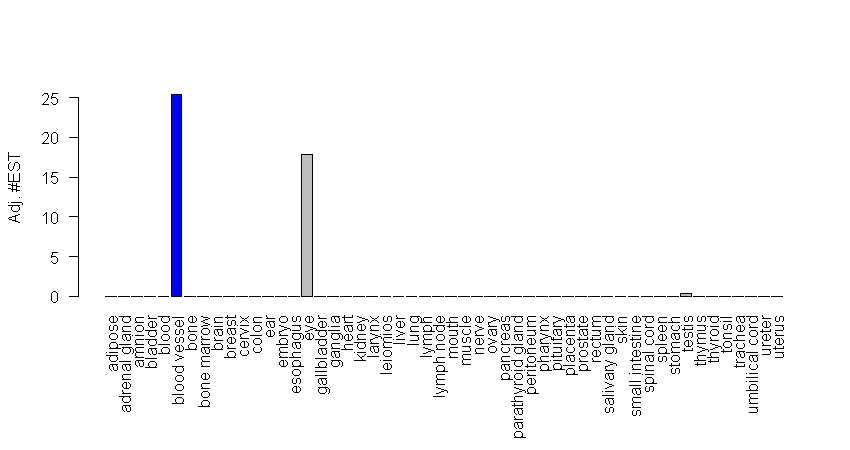 Adj. #EST
25
20
15
10
5
0
adipose
adrenal gland
amnion
bladder
blood
blood vessel
bone
bone marrow
brain
breast
cervix
colon
ear
embryo
esophagus
eye
gallbladder
ganglia
heart
kidney
larynx
leiomios
liver
lung
lymph
lymph node
mouth
muscle
nerve
ovary
pancreas
parathyroid gland
peritoneum
pharynx
pituitary
placenta
prostate
rectum
salivary gland
skin
small intestine
spinal cord
spleen
stomach
testis
thymus
thyroid
tonsil
trachea
umbilical cord
ureter
uterus